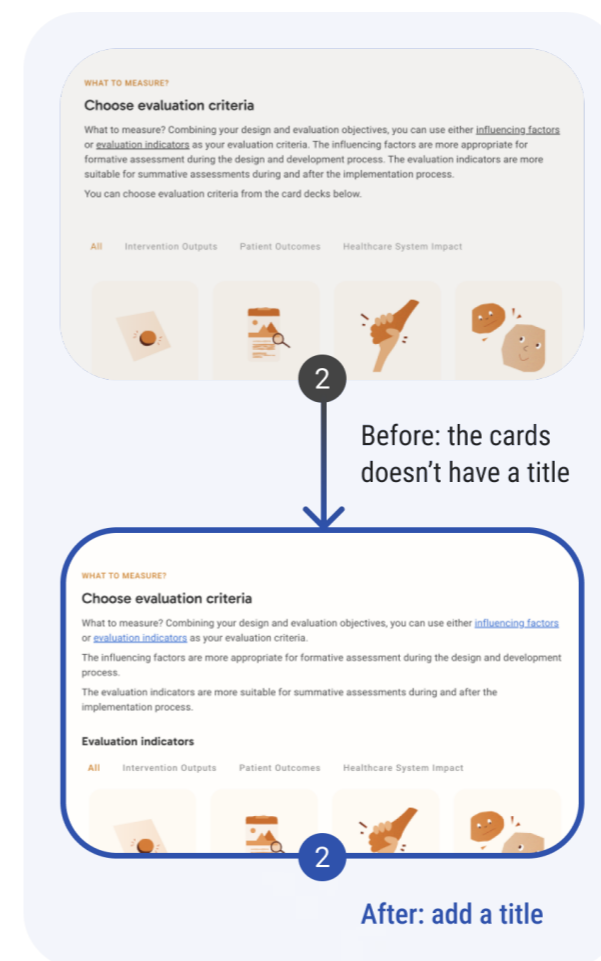 WHAT TO MEASURE?
Choose evaluation criteria
What to measure? Combining your design and evaluation objectives, you can use either influencing factors
or evaluation indicators as your evaluation criteria. The influencing factors are more appropriate for
formative assessment during the design and development process. The evaluation indicators are more
suitable for summative assessments during and after the implementation process.
You can choose evaluation criteria from the card decks below.
All Intervention Outputs Patient Outcomes Healthcare System Impact
2
Before: the cards
doesn't have a title
WHAT TO MEASURE?
Choose evaluation criteria
What to measure? Combining your design and evaluation objectives, you can use either influencing factors
or evaluation indicators as your evaluation criteria.
The influencing factors are more appropriate for formative assessment during the design and development
process.
The evaluation indicators are more suitable for summative assessments during and after the
implementation process.
Evaluation indicators
All Intervention Outputs Patient Outcomes Healthcare System Impact
2
After: add a title